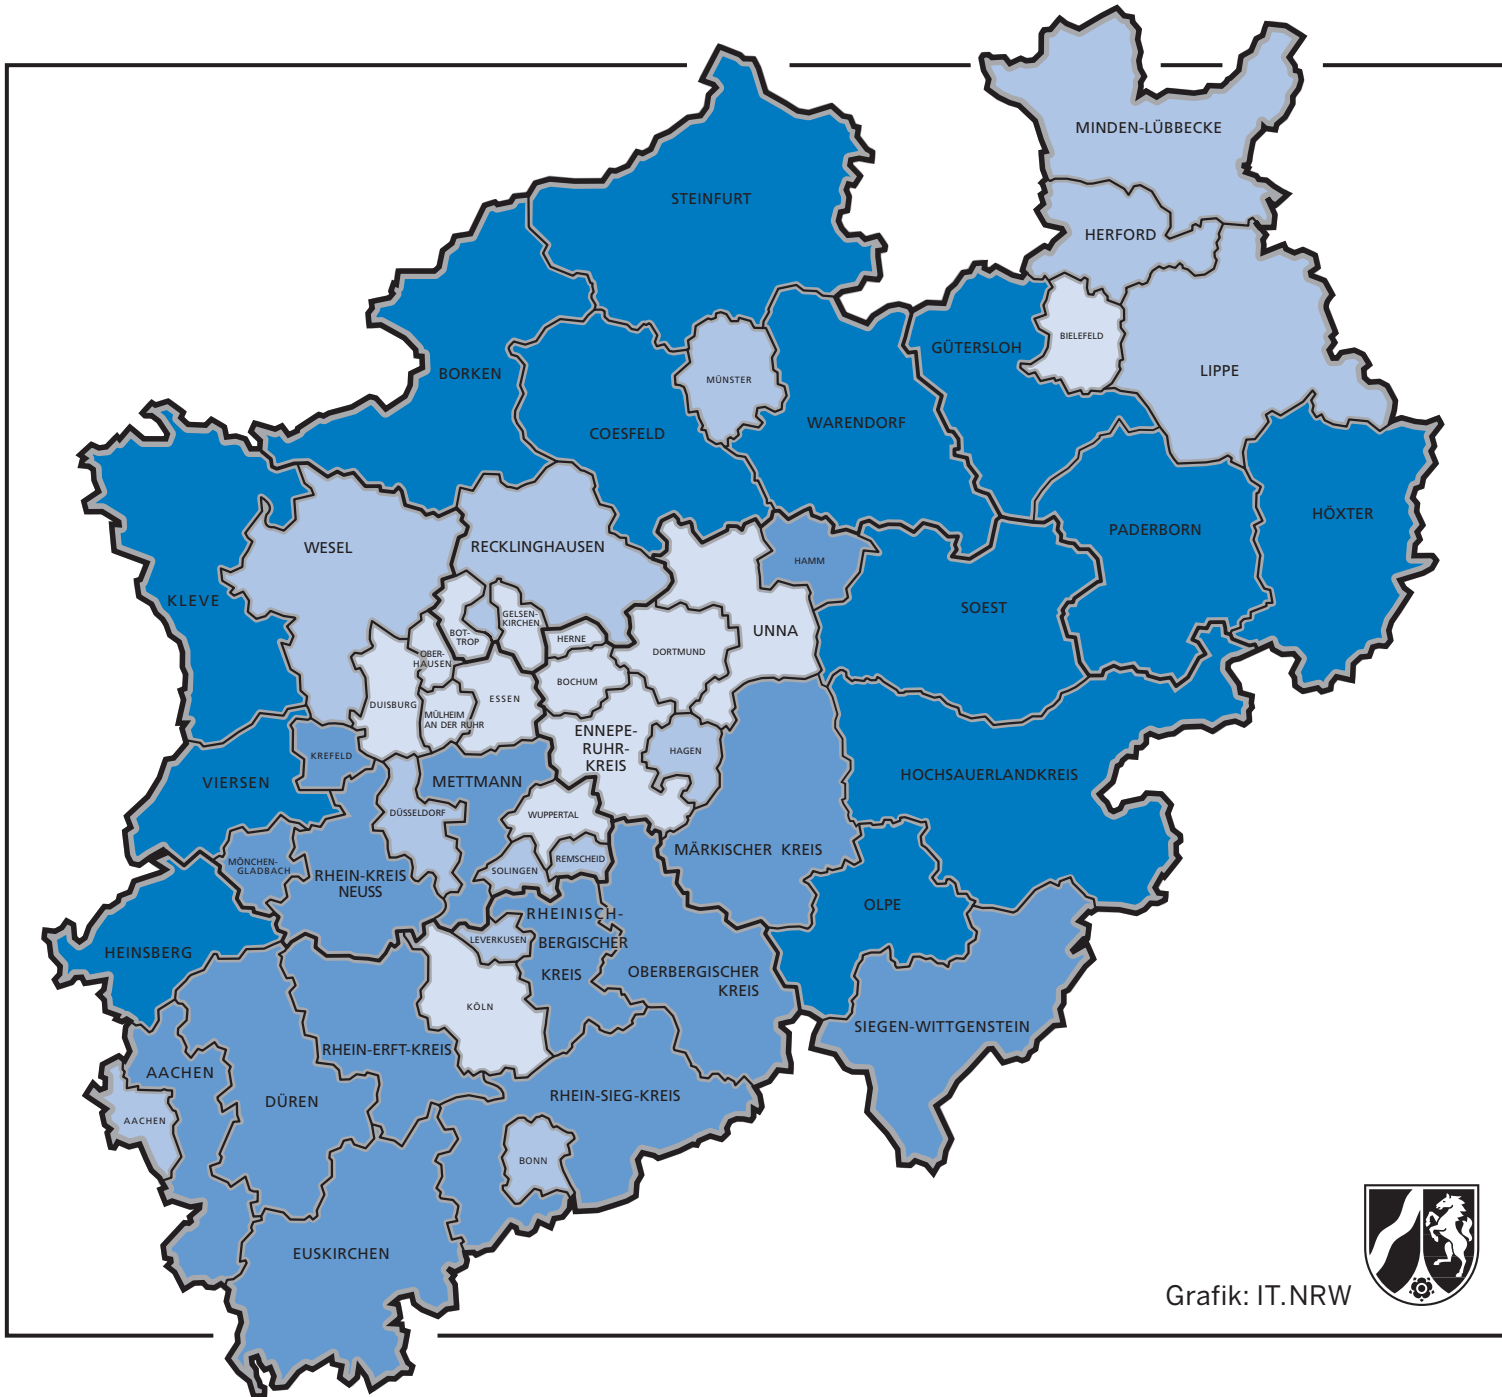 MINDEN-LÜBBECKE
STEINFURT
HERFORD
BIELEFELD
GÜTERSLOH
LIPPE
BORKEN
MÜNSTER
WARENDORF
COESFELD
HÖXTER
PADERBORN
WESEL
RECKLINGHAUSEN
HAMM
KLEVE
SOEST
GELSEN-
KIRCHEN
BOT-
TROP
HERNE
UNNA
OBER-
HAUSEN
DORTMUND
BOCHUM
DUISBURG
ESSEN
MÜLHEIM
AN DER RUHR
ENNEPE-
RUHR-
KREIS
HAGEN
KREFELD
HOCHSAUERLANDKREIS
VIERSEN
METTMANN
DÜSSELDORF
WUPPERTAL
MÄRKISCHER KREIS
REMSCHEID
SOLINGEN
MÖNCHEN-
GLADBACH
RHEIN-KREIS
NEUSS
OLPE
RHEINISCH-
BERGISCHER
KREIS
LEVERKUSEN
HEINSBERG
OBERBERGISCHER
KREIS
KÖLN
SIEGEN-WITTGENSTEIN
RHEIN-ERFT-KREIS
AACHEN
DÜREN
RHEIN-SIEG-KREIS
AACHEN
BONN
EUSKIRCHEN
Grafik: IT.NRW